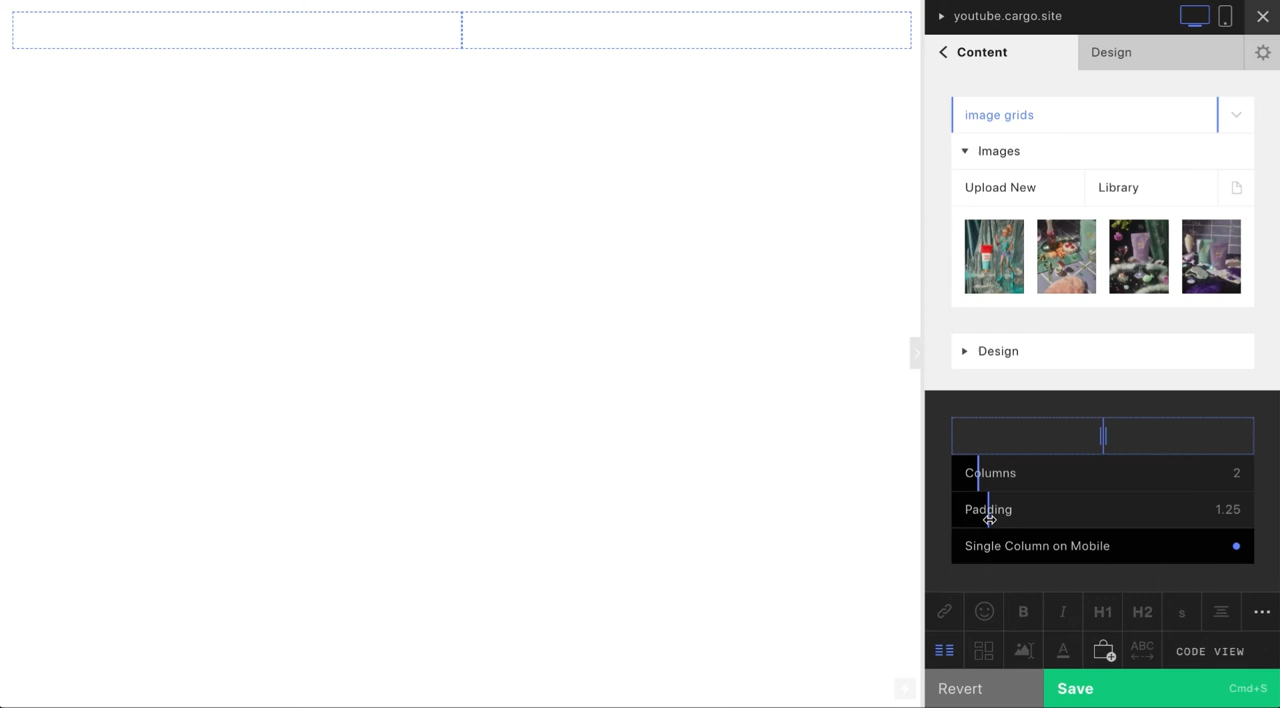 youtube.cargo.site
Content
Design
image grids
Images
Upload New
Library
Design
Columns
2
Padding
1.25
Single Column on Mobile
B I H1 H2 s
A
ABC
CODE VIEW
Revert
Save
Cmd+S